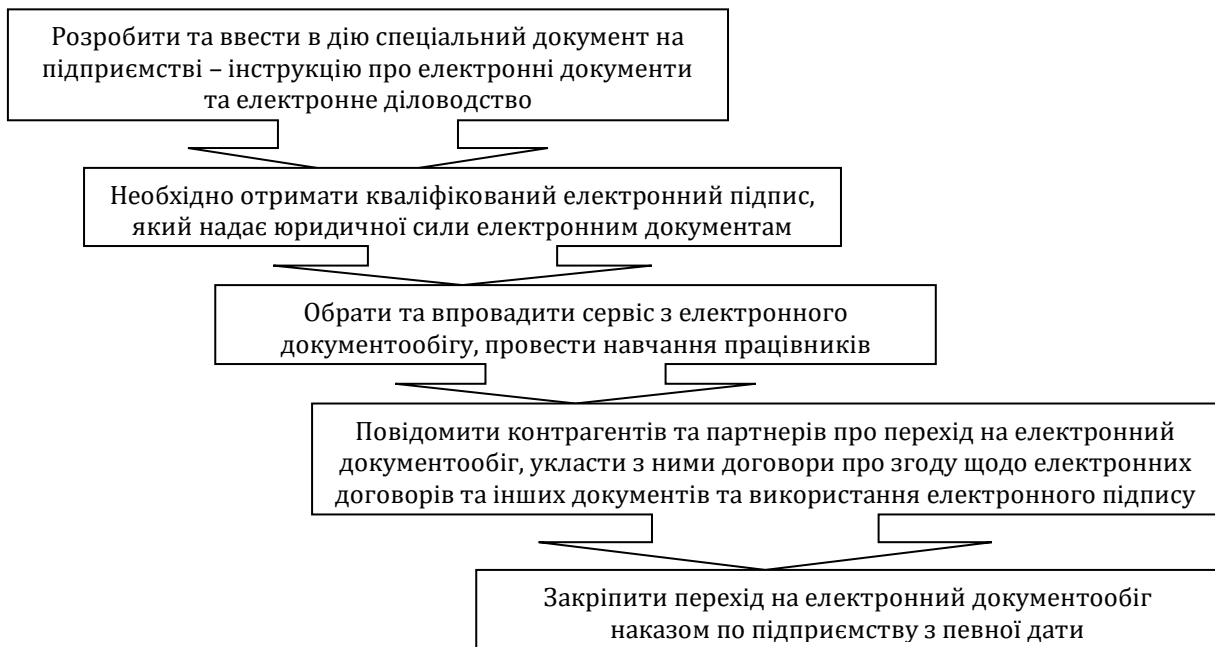 Розробити та ввести в дію спеціальний документ на
підприємстві – інструкцію про електронні документи
та електронне діловодство
Необхідно отримати кваліфікований електронний підпис,
який надає юридичної сили електронним документам
Обрати та впровадити сервіс з електронного
документообігу, провести навчання працівників
Повідомити контрагентів та партнерів про перехід на електронний
документообіг, укласти з ними договори про згоду щодо електронних
договорів та інших документів та використання електронного підпису
Закріпити перехід на електронний документообіг
наказом по підприємству з певної дати